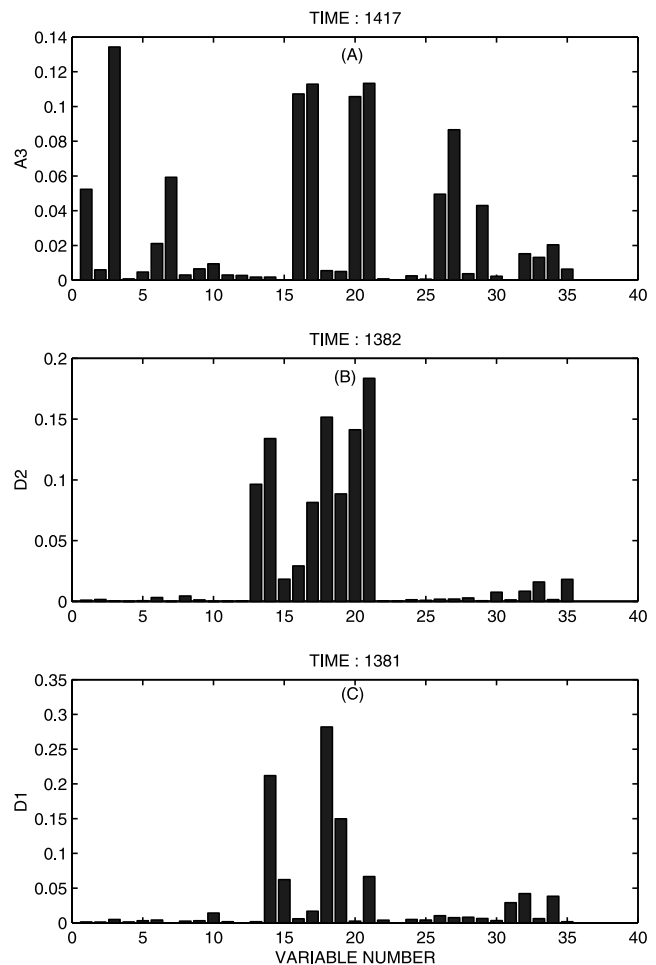 TIME : 1417
(A)
0.14
0.12
0.1
0.08
0.06
0.04
0.02
0
A3
0 5 10 15 20 25 30 35 40
TIME : 1382
(B)
0.2
0.15
0.1
0.05
0
D2
0 5 10 15 20 25 30 35 40
TIME : 1381
(C)
0.35
0.3
0.25
0.2
0.15
0.1
0.05
0
D1
0 5 10 15 20 25 30 35 40
VARIABLE NUMBER